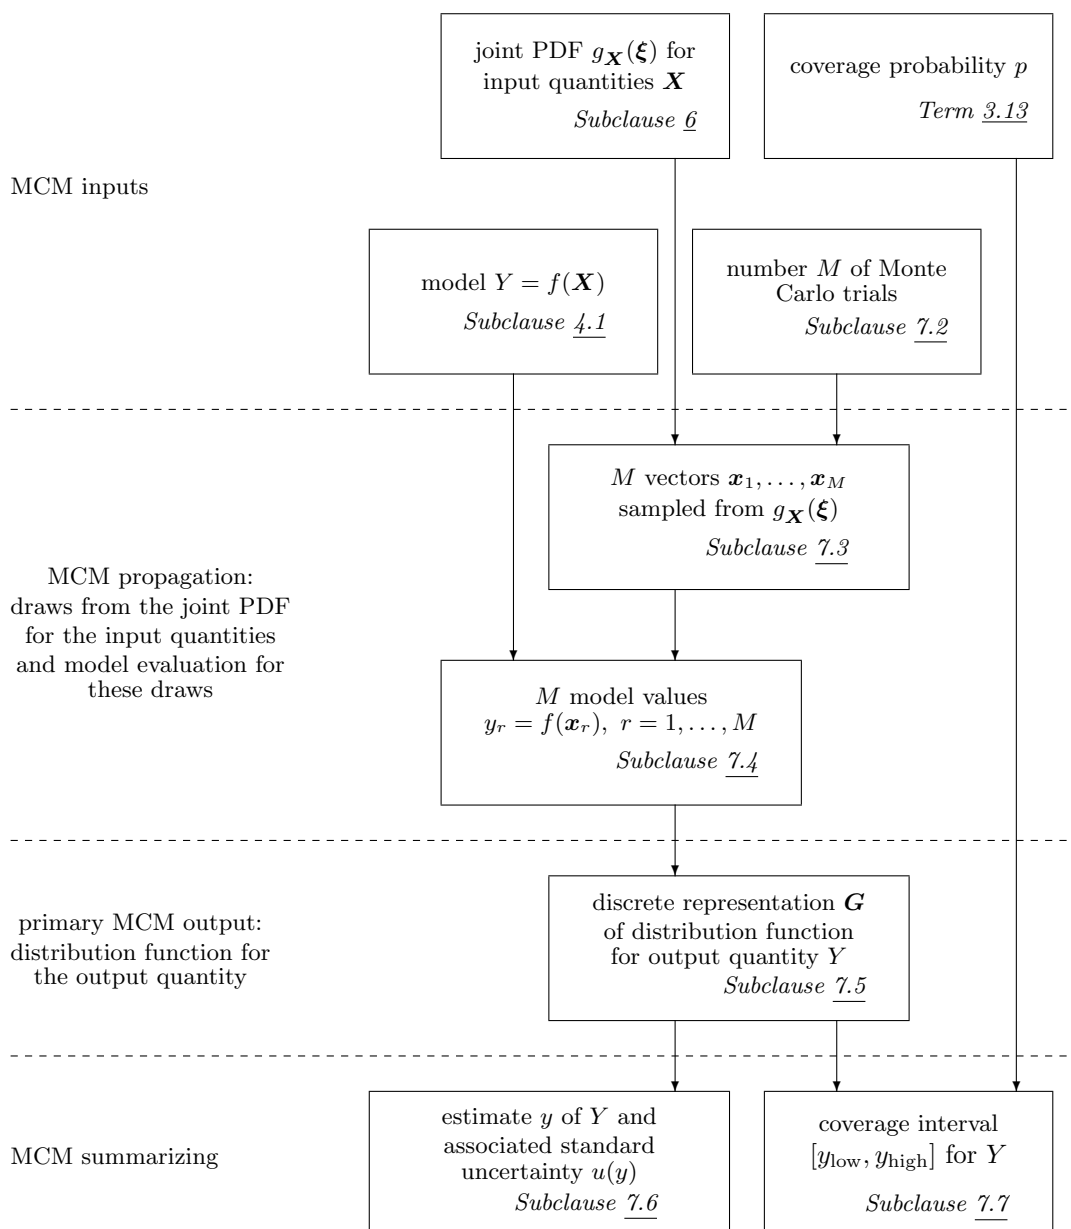 joint PDF g_X(ξ) for
input quantities X
Subclause 6
coverage probability p
Term 3.13
MCM inputs
model Y = f(X)
Subclause 4.1
number M of Monte
Carlo trials
Subclause 7.2
M vectors x₁, . . . , x_M
sampled from g_X(ξ)
Subclause 7.3
MCM propagation:
draws from the joint PDF
for the input quantities
and model evaluation for
these draws
M model values
y_r = f(x_r), r = 1, . . . , M
Subclause 7.4
primary MCM output:
distribution function for
the output quantity
discrete representation G
of distribution function
for output quantity Y
Subclause 7.5
MCM summarizing
estimate y of Y and
associated standard
uncertainty u(y)
Subclause 7.6
coverage interval
[y_low, y_high] for Y
Subclause 7.7